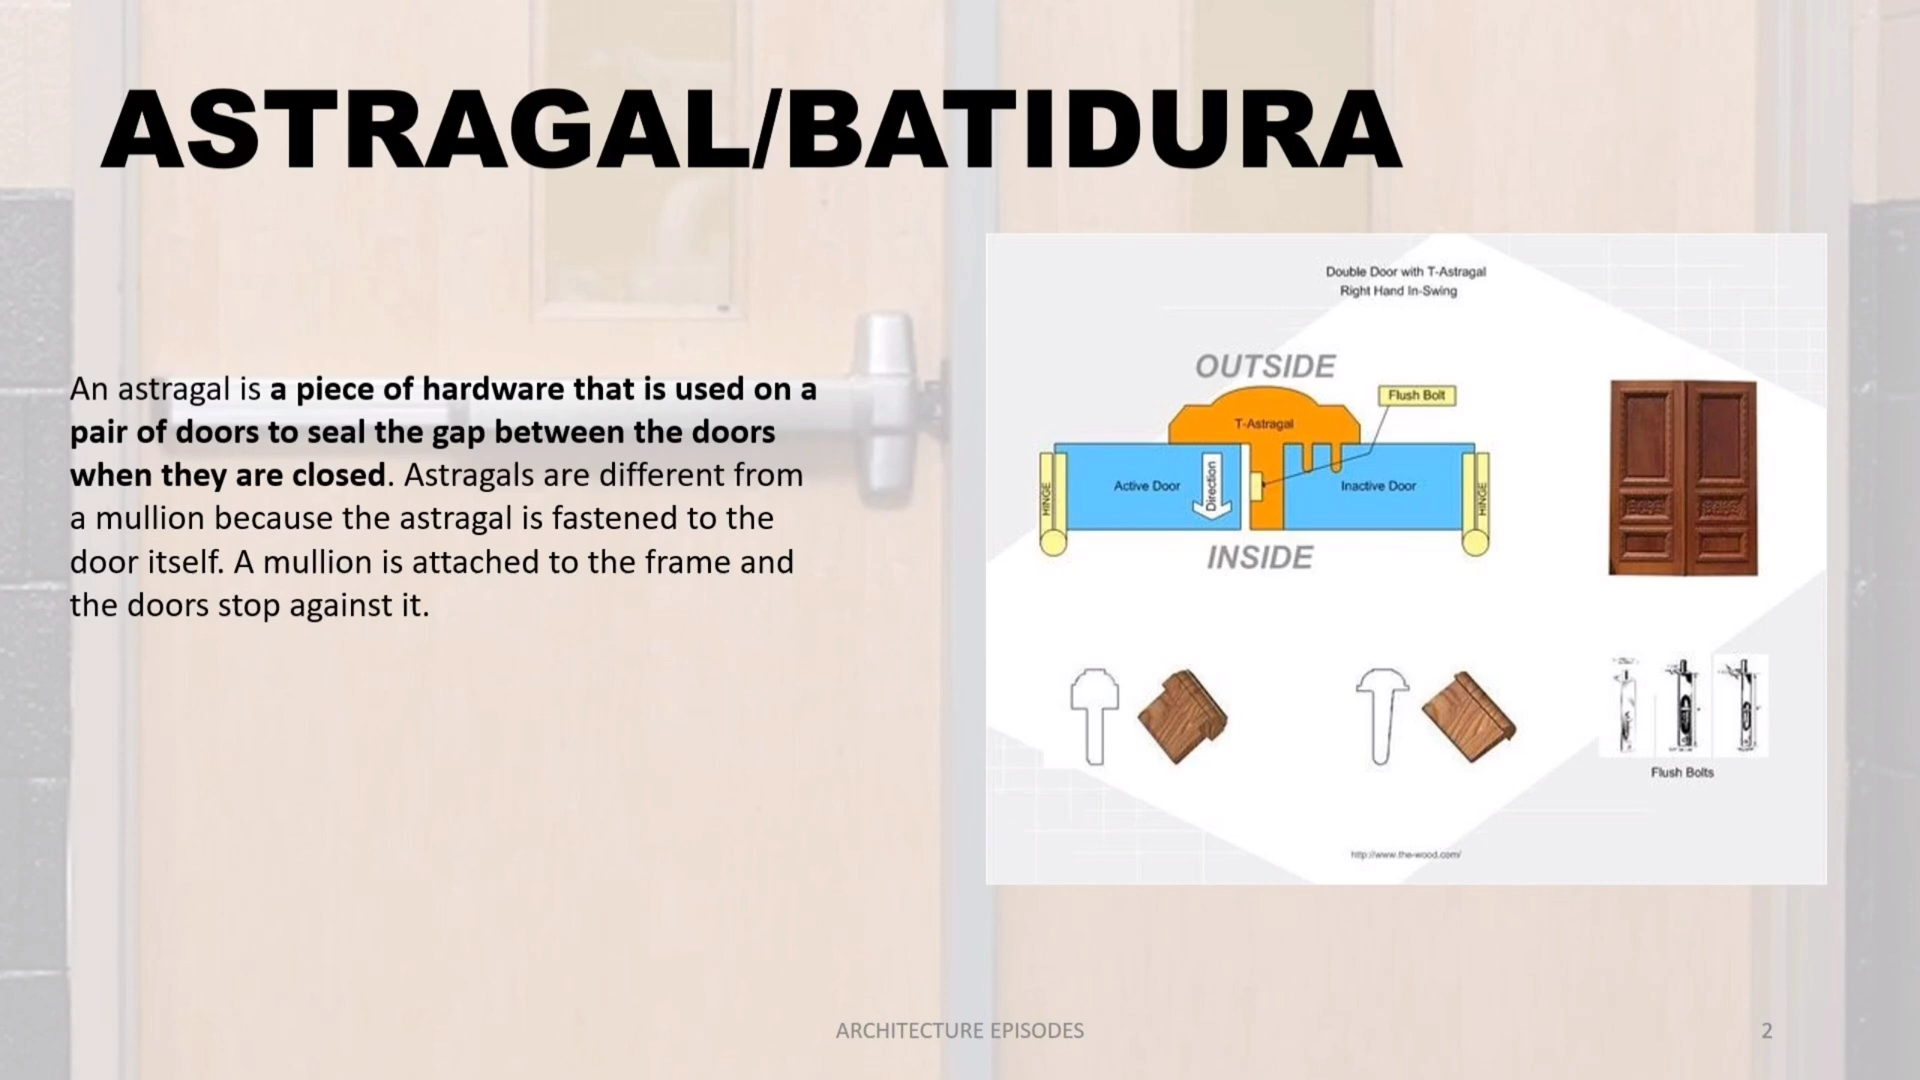 ASTRAGAL/BATIDURA
An astragal is a piece of hardware that is used on a
pair of doors to seal the gap between the doors
when they are closed. Astragals are different from
a mullion because the astragal is fastened to the
door itself. A mullion is attached to the frame and
the doors stop against it.
Double Door with T-Astragal
Right Hand In-Swing
OUTSIDE
Flush Bolt
T-Astragal
HINGE
Active Door
Direction
Inactive Door
HINGE
INSIDE
Flush Bolts
http://www.the-wood.com/
ARCHITECTURE EPISODES
2